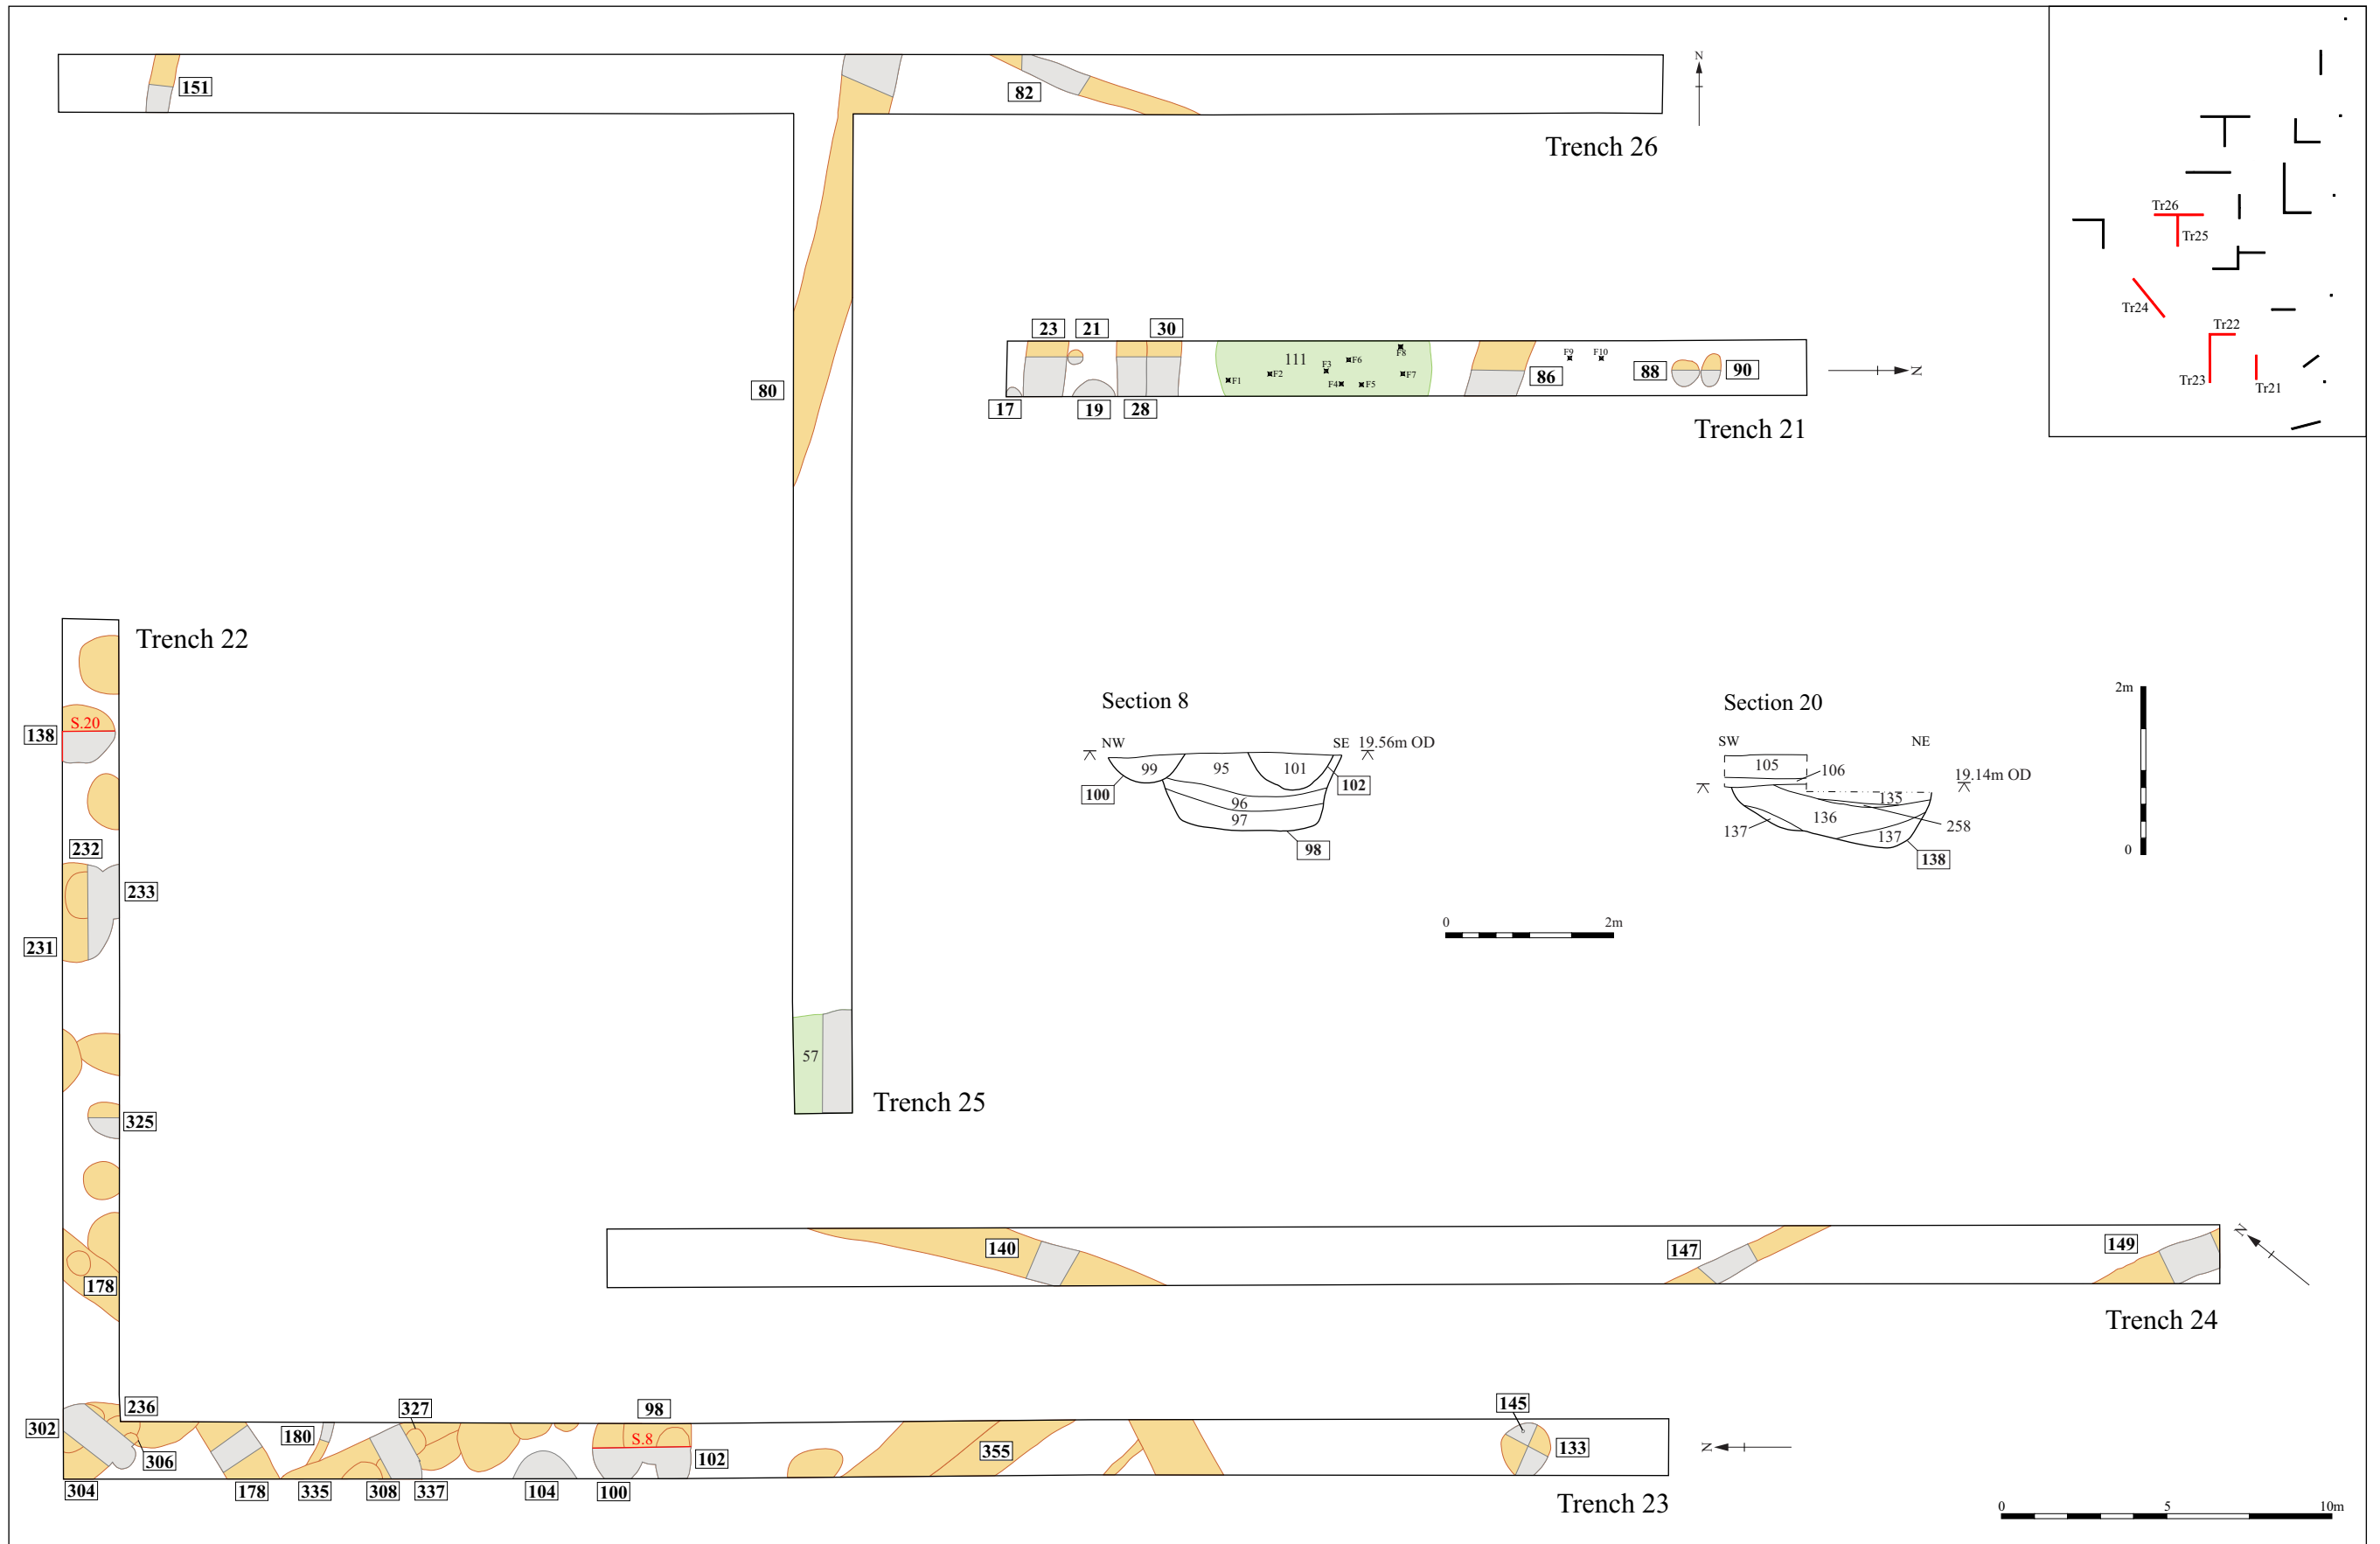 151
82
N
Trench 26
Tr26
Tr25
Tr24
Tr22
Tr23
Tr21
80
23
21
30
111
F1
F2
F3
F4
F5
F6
F7
F8
F9
F10
86
88
90
17
19
28
N
Trench 21
Trench 22
S.20
138
232
233
231
325
178
57
Trench 25
Section 8
NW
SE
19.56m OD
99
95
101
100
102
96
97
98
Section 20
SW
NE
105
106
19.14m OD
135
136
137
137
258
138
2m
0
0
2m
140
147
149
N
Trench 24
302
236
304
306
178
180
335
308
327
337
104
98
S.8
100
102
355
145
133
N
Trench 23
0
5
10m